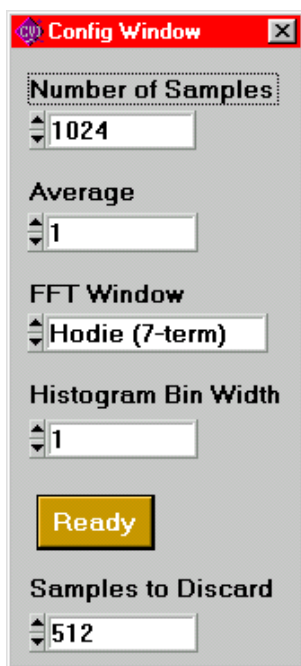 CVI Config Window
Number of Samples
1024
Average
1
FFT Window
Hodie (7-term)
Histogram Bin Width
1
Ready
Samples to Discard
512